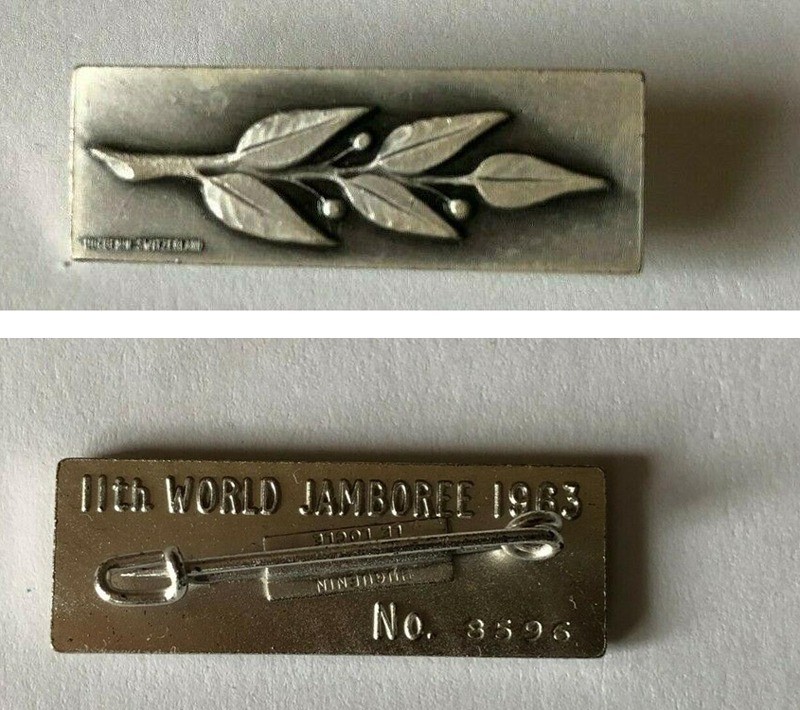 HUGUENIN-SWITZERLAND
11th WORLD JAMBOREE 1963
LE LOCLE
HUGUENIN
No. 8596